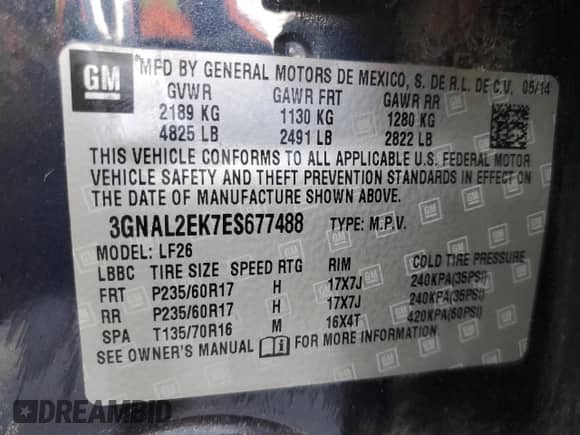 GM
MFD BY GENERAL MOTORS DE MEXICO, S. DE R.L. DE C.V. 05/14
GVWR GAWR FRT GAWR RR
2189 KG 1130 KG 1280 KG
4825 LB 2491 LB 2822 LB
THIS VEHICLE CONFORMS TO ALL APPLICABLE U.S. FEDERAL MOTOR
VEHICLE SAFETY AND THEFT PREVENTION STANDARDS IN EFFECT ON
THE DATE OF MANUFACTURE SHOWN ABOVE.
3GNAL2EK7ES677488 TYPE: M.P.V.
MODEL: LF26
LBBC TIRE SIZE SPEED RTG RIM COLD TIRE PRESSURE
FRT P235/60R17 H 17X7J 240KPA(35PSI)
RR P235/60R17 H 17X7J 240KPA(35PSI)
SPA T135/70R16 M 16X4T 420KPA(60PSI)
SEE OWNER'S MANUAL FOR MORE INFORMATION
DREAMBID